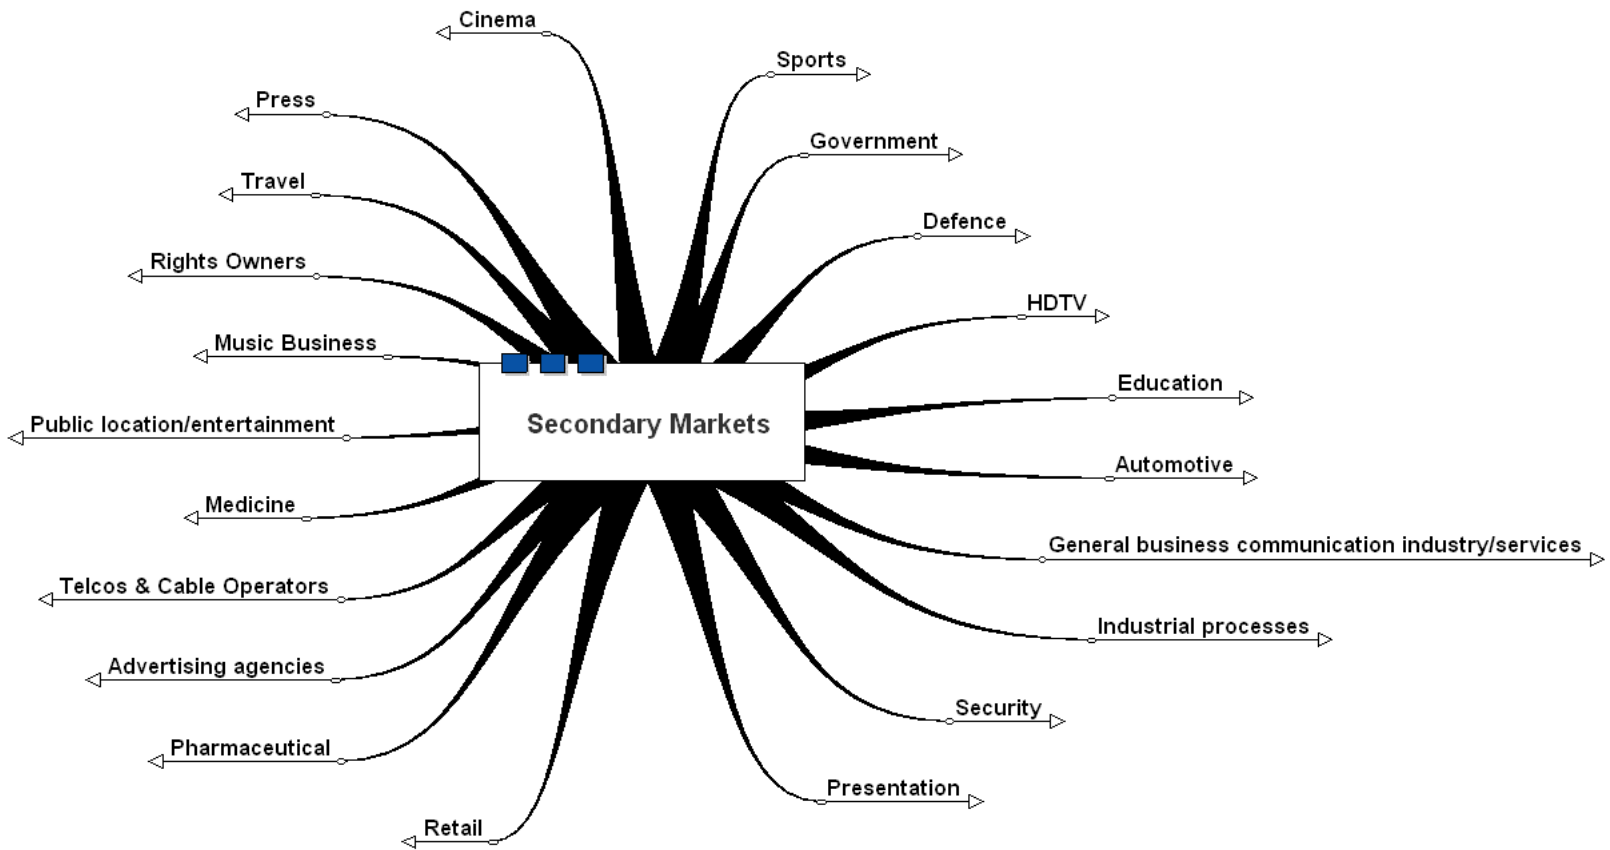 Cinema
Sports
Press
Government
Travel
Defence
Rights Owners
HDTV
Music Business
Education
Public location/entertainment
Secondary Markets
Automotive
Medicine
General business communication industry/services
Telcos & Cable Operators
Industrial processes
Advertising agencies
Security
Pharmaceutical
Presentation
Retail